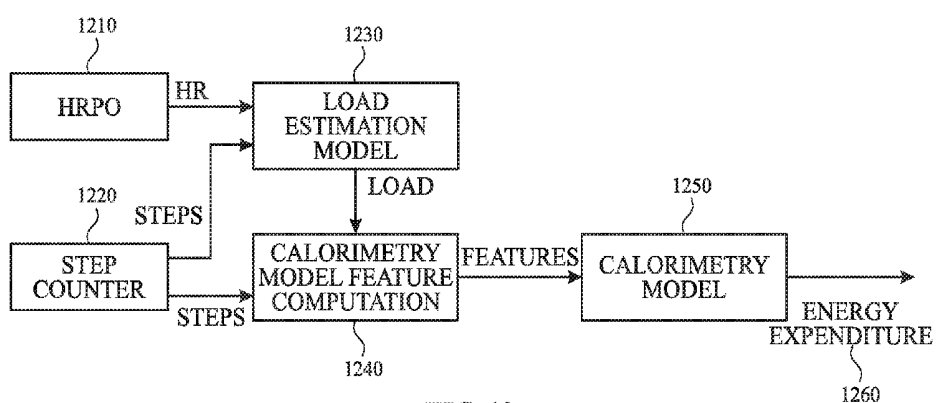 1210
HRPO
HR
1230
LOAD
ESTIMATION
MODEL
LOAD
1220
STEP
COUNTER
STEPS
STEPS
CALORIMETRY
MODEL FEATURE
COMPUTATION
1240
FEATURES
1250
CALORIMETRY
MODEL
ENERGY
EXPENDITURE
1260